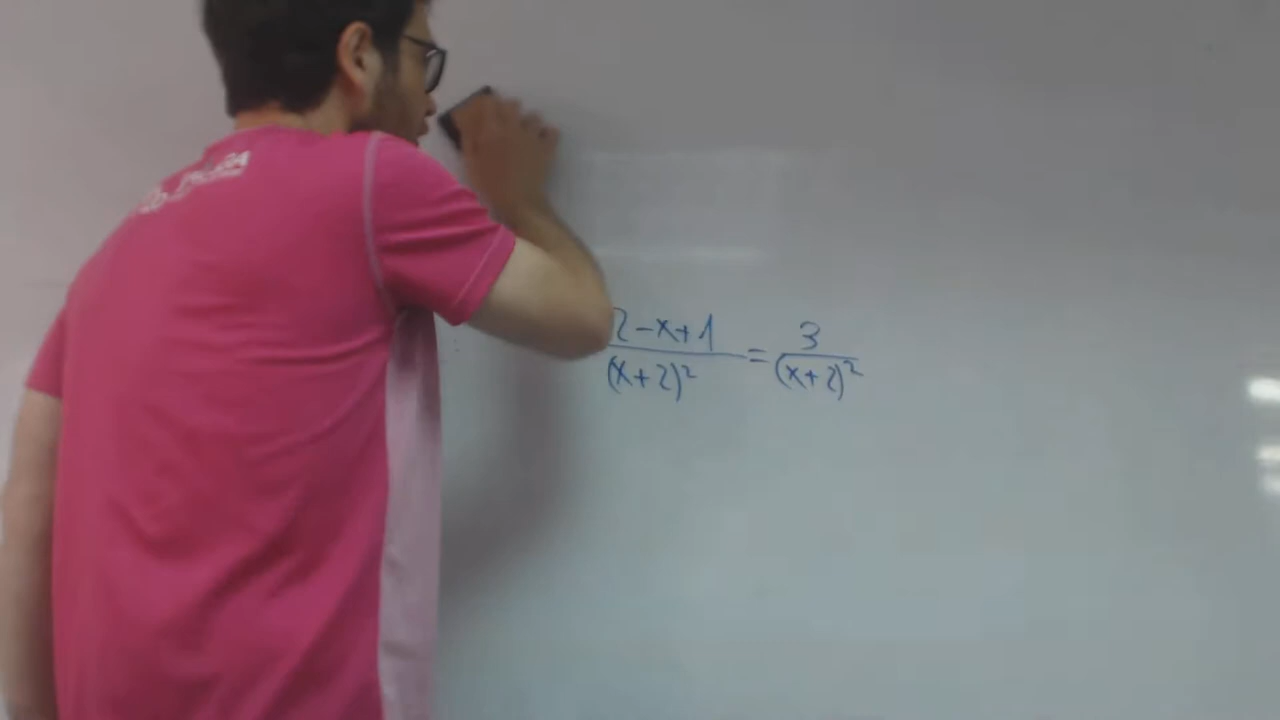 2-x+1 / (x+2)² = 3 / (x+2)²